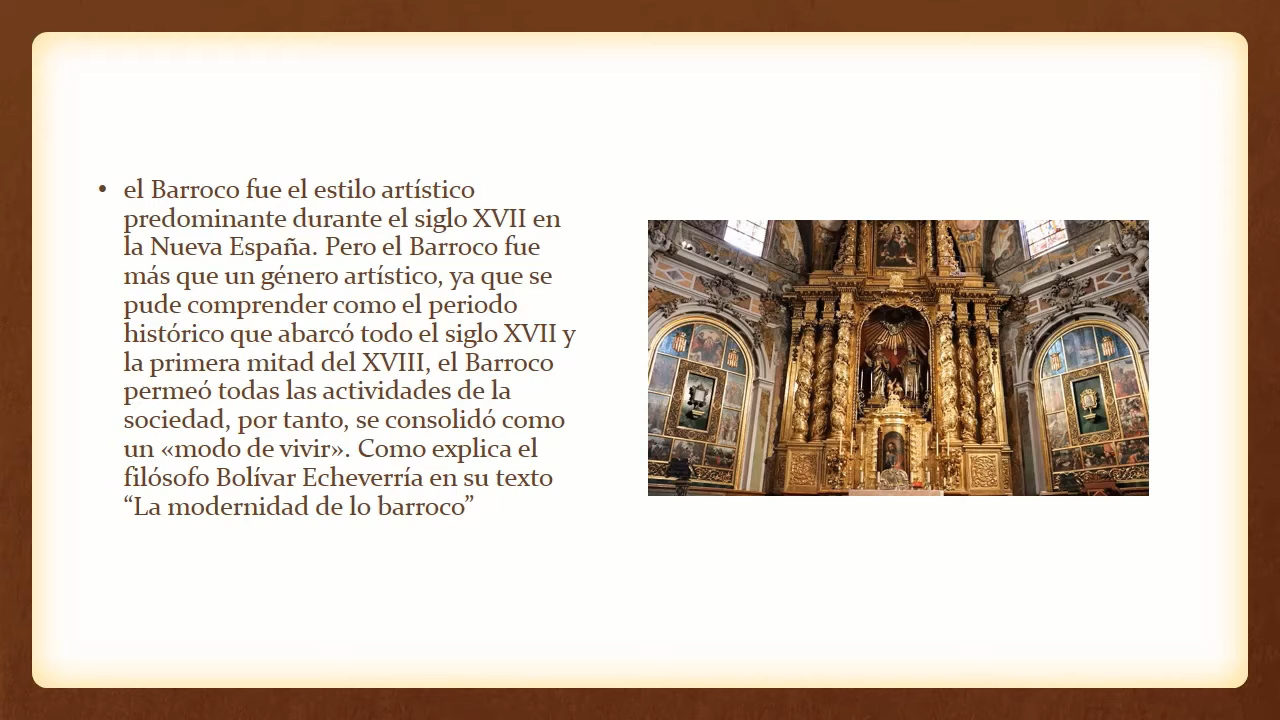 • el Barroco fue el estilo artístico
predominante durante el siglo XVII en
la Nueva España. Pero el Barroco fue
más que un género artístico, ya que se
pude comprender como el periodo
histórico que abarcó todo el siglo XVII y
la primera mitad del XVIII, el Barroco
permeó todas las actividades de la
sociedad, por tanto, se consolidó como
un «modo de vivir». Como explica el
filósofo Bolívar Echeverría en su texto
“La modernidad de lo barroco”